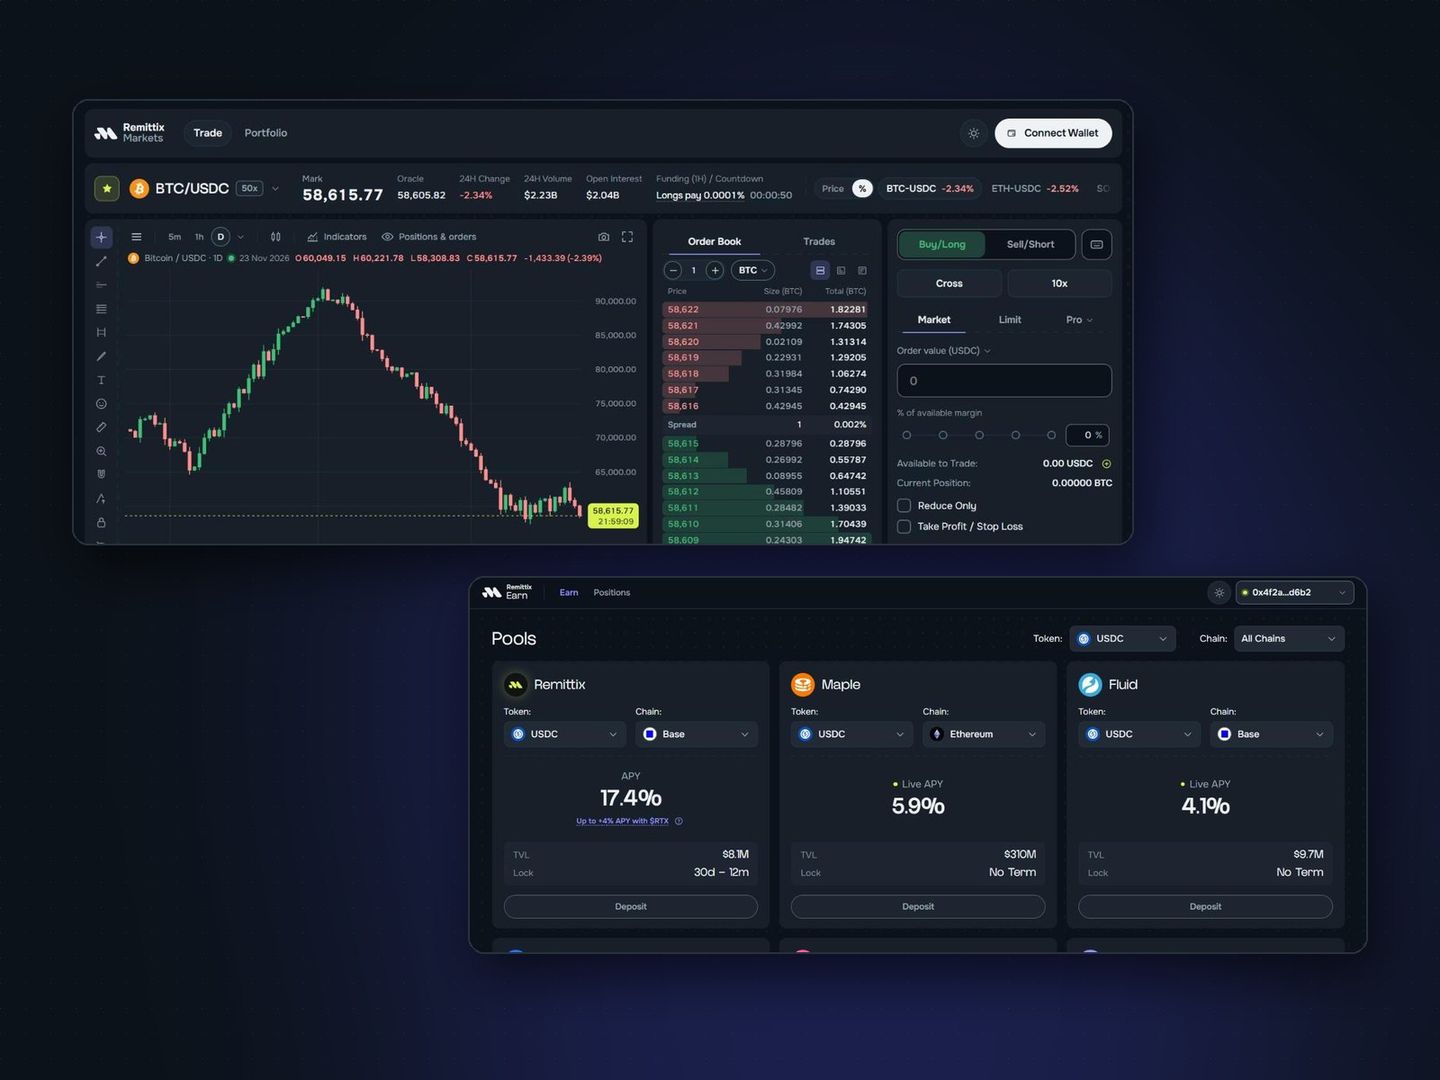 Remittix
Markets
Trade
Portfolio
Connect Wallet
BTC/USDC
50x
Mark
58,615.77
Oracle
58,605.82
24H Change
-2.34%
24H Volume
$2.23B
Open Interest
$2.04B
Funding (1H) / Countdown
Longs pay 0.0001% 00:00:50
Price %
BTC-USDC -2.34%
ETH-USDC -2.52%
SO
5m 1h D
Indicators
Positions & orders
Bitcoin / USDC · 1D 23 Nov 2026 O60,049.15 H60,221.78 L58,308.83 C58,615.77 -1,433.39 (-2.39%)
90,000.00
85,000.00
80,000.00
75,000.00
70,000.00
65,000.00
58,615.77
21:59:09
Order Book Trades
1 BTC
Price Size (BTC) Total (BTC)
58,622 0.07976 1.82281
58,621 0.42992 1.74305
58,620 0.02109 1.31314
58,619 0.22931 1.29205
58,618 0.31984 1.06274
58,617 0.31345 0.74290
58,616 0.42945 0.42945
Spread 1 0.002%
58,615 0.28796 0.28796
58,614 0.26992 0.55787
58,613 0.08955 0.64742
58,612 0.45809 1.10551
58,611 0.28482 1.39033
58,610 0.31406 1.70439
58,609 0.24303 1.94742
Buy/Long Sell/Short
Cross 10x
Market Limit Pro
Order value (USDC)
0
% of available margin
0 %
Available to Trade: 0.00 USDC
Current Position: 0.00000 BTC
Reduce Only
Take Profit / Stop Loss
Remittix
Earn
Earn
Positions
0x4f2a...d6b2
Pools
Token: USDC
Chain: All Chains
Remittix
Token: Chain:
USDC Base
APY
17.4%
Up to +4% APY with $RTX
TVL $8.1M
Lock 30d – 12m
Deposit
Maple
Token: Chain:
USDC Ethereum
Live APY
5.9%
TVL $310M
Lock No Term
Deposit
Fluid
Token: Chain:
USDC Base
Live APY
4.1%
TVL $9.7M
Lock No Term
Deposit